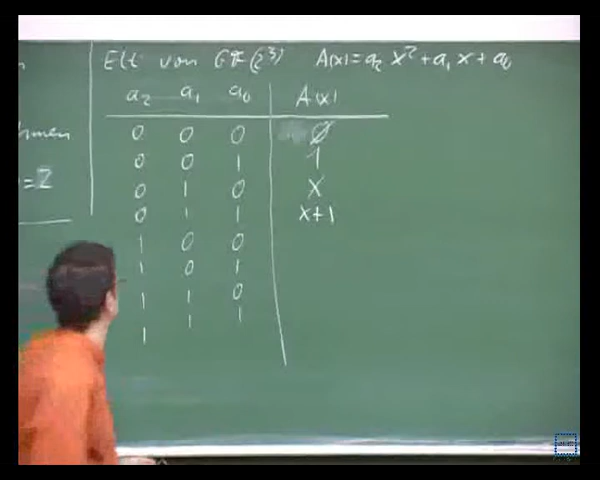 Elt von GF(2³) A(x)=a₂x²+a₁x+a₀
a₂ a₁ a₀ A(x)
0 0 0 0
0 0 1 1
=2
0 1 0 x
0 1 1 x+1
1 0 0
1 0 1
1 1 0
1 1 1